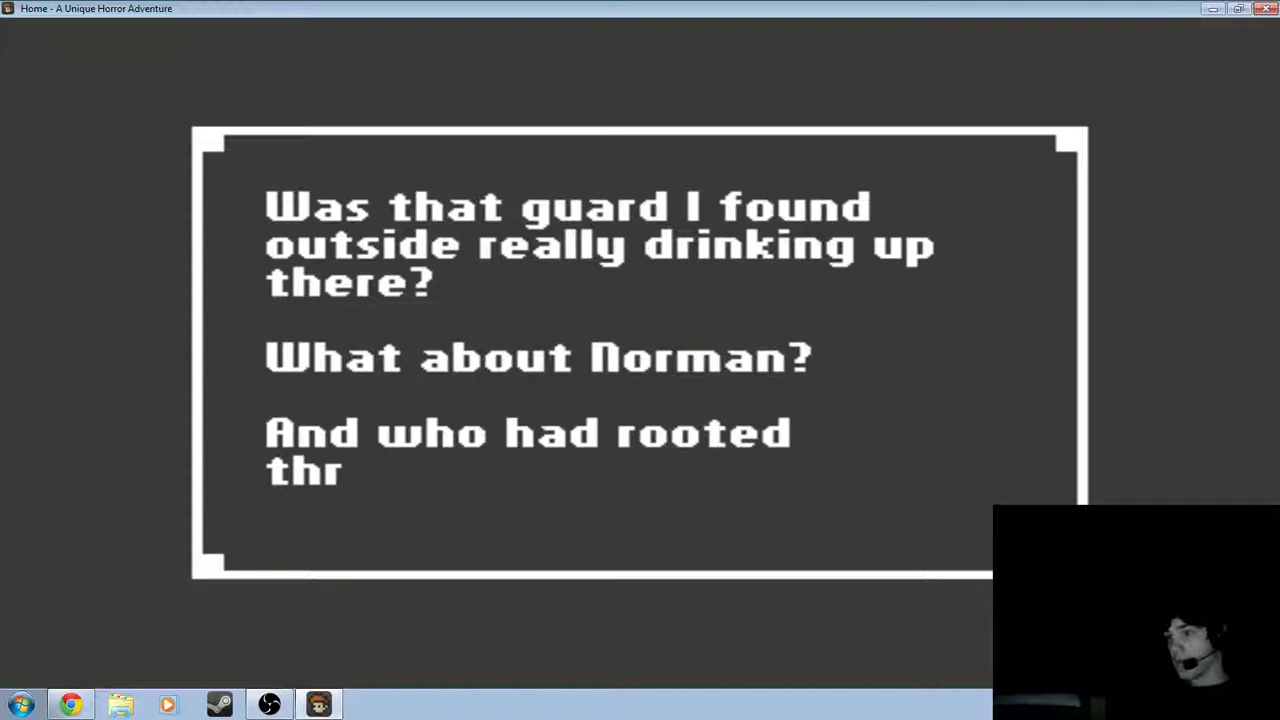 Home - A Unique Horror Adventure
Was that guard I found
outside really drinking up
there?
What about Norman?
And who had rooted
thr